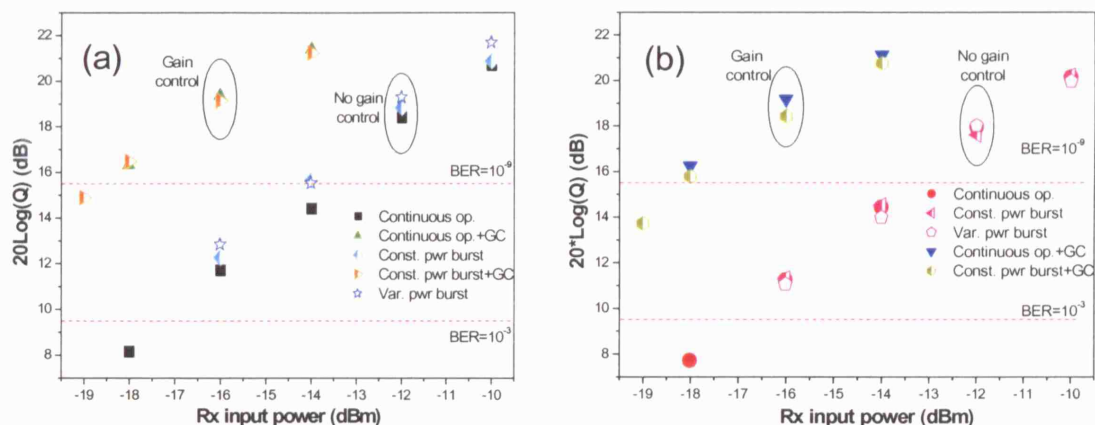 (a)
22
20
18
16
14
12
10
8
20Log(Q) (dB)
Gain
control
No gain
control
BER=10⁻⁹
Continuous op.
Continuous op.+GC
Const. pwr burst
Const. pwr burst+GC
Var. pwr burst
BER=10⁻³
-19 -18 -17 -16 -15 -14 -13 -12 -11 -10
Rx input power (dBm)
(b)
22
20
18
16
14
12
10
8
20*Log(Q) (dB)
Gain
control
No gain
control
BER=10⁻⁹
Continuous op.
Const. pwr burst
Var. pwr burst
Continuous op.+GC
Const. pwr burst+GC
BER=10⁻³
-19 -18 -17 -16 -15 -14 -13 -12 -11 -10
Rx input power (dBm)